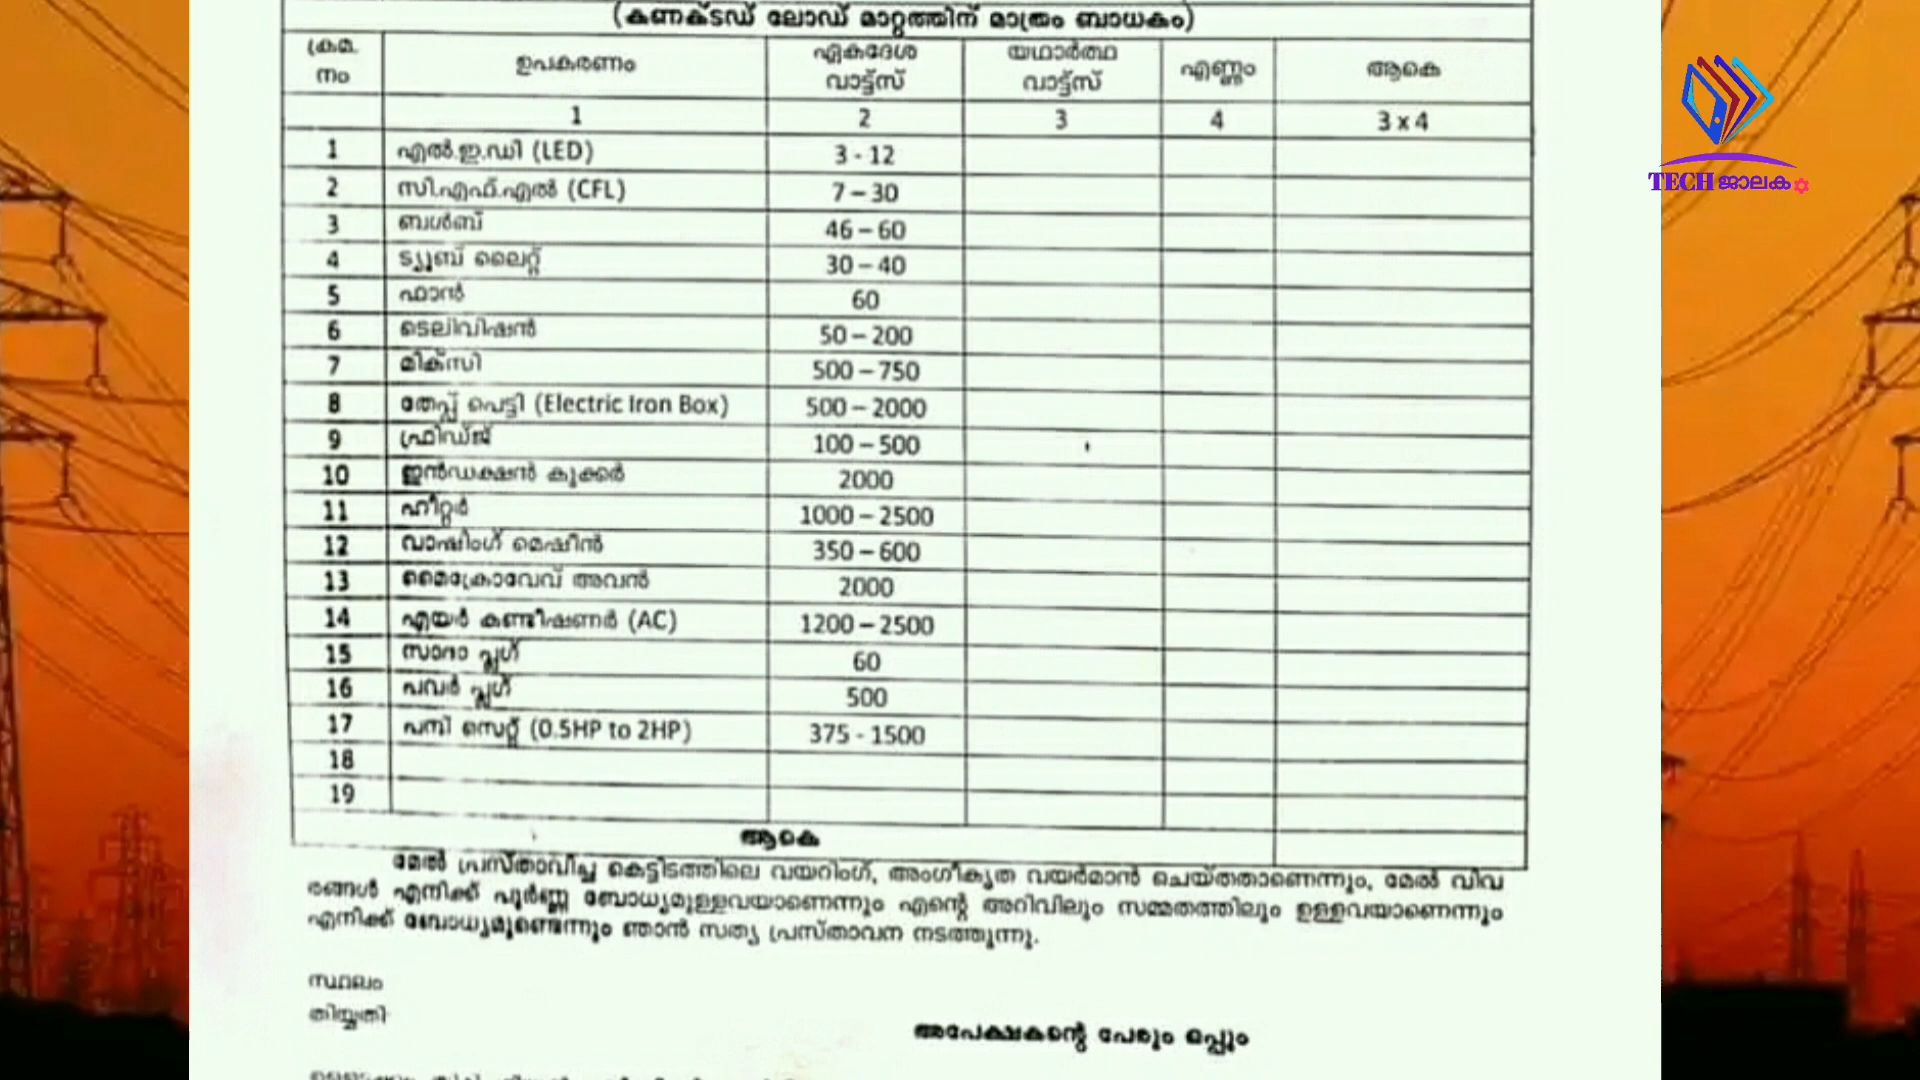 (കണക്ടഡ് ലോഡ് മാറ്റത്തിന് മാത്രം ബാധകം)
ക്രമ. നം ഉപകരണം ഏകദേശ വാട്ട്സ് യഥാർത്ഥ വാട്ട്സ് എണ്ണം ആകെ
1 2 3 4 3 x 4
1 എൽ.ഇ.ഡി (LED) 3 - 12
2 സി.എഫ്.എൽ (CFL) 7 – 30
3 ബൾബ് 46 – 60
4 ട്യൂബ് ലൈറ്റ് 30 – 40
5 ഫാൻ 60
6 ടെലിവിഷൻ 50 – 200
7 മിക്സി 500 – 750
8 തേപ്പ് പെട്ടി (Electric Iron Box) 500 – 2000
9 ഫ്രിഡ്ജ് 100 – 500
10 ഇൻഡക്ഷൻ കുക്കർ 2000
11 ഹീറ്റർ 1000 – 2500
12 വാഷിംഗ് മെഷീൻ 350 – 600
13 മൈക്രോവേവ് അവൻ 2000
14 എയർ കണ്ടീഷണർ (AC) 1200 – 2500
15 സാദാ പ്ലഗ് 60
16 പവർ പ്ലഗ് 500
17 പമ്പ് സെറ്റ് (0.5HP to 2HP) 375 - 1500
18
19
ആകെ
മേൽ പ്രസ്താവിച്ച കെട്ടിടത്തിലെ വയറിംഗ്, അംഗീകൃത വയർമാൻ ചെയ്തതാണെന്നും, മേൽ വിവ
രങ്ങൾ എനിക്ക് പൂർണ്ണ ബോധ്യമുള്ളവയാണെന്നും എന്റെ അറിവിലും സമ്മതത്തിലും ഉള്ളവയാണെന്നും
എനിക്ക് ബോധ്യമുണ്ടെന്നും ഞാൻ സത്യ പ്രസ്താവന നടത്തുന്നു.
സ്ഥലം
തിയ്യതി
അപേക്ഷകന്റെ പേരും ഒപ്പും
TECH ജാലകം